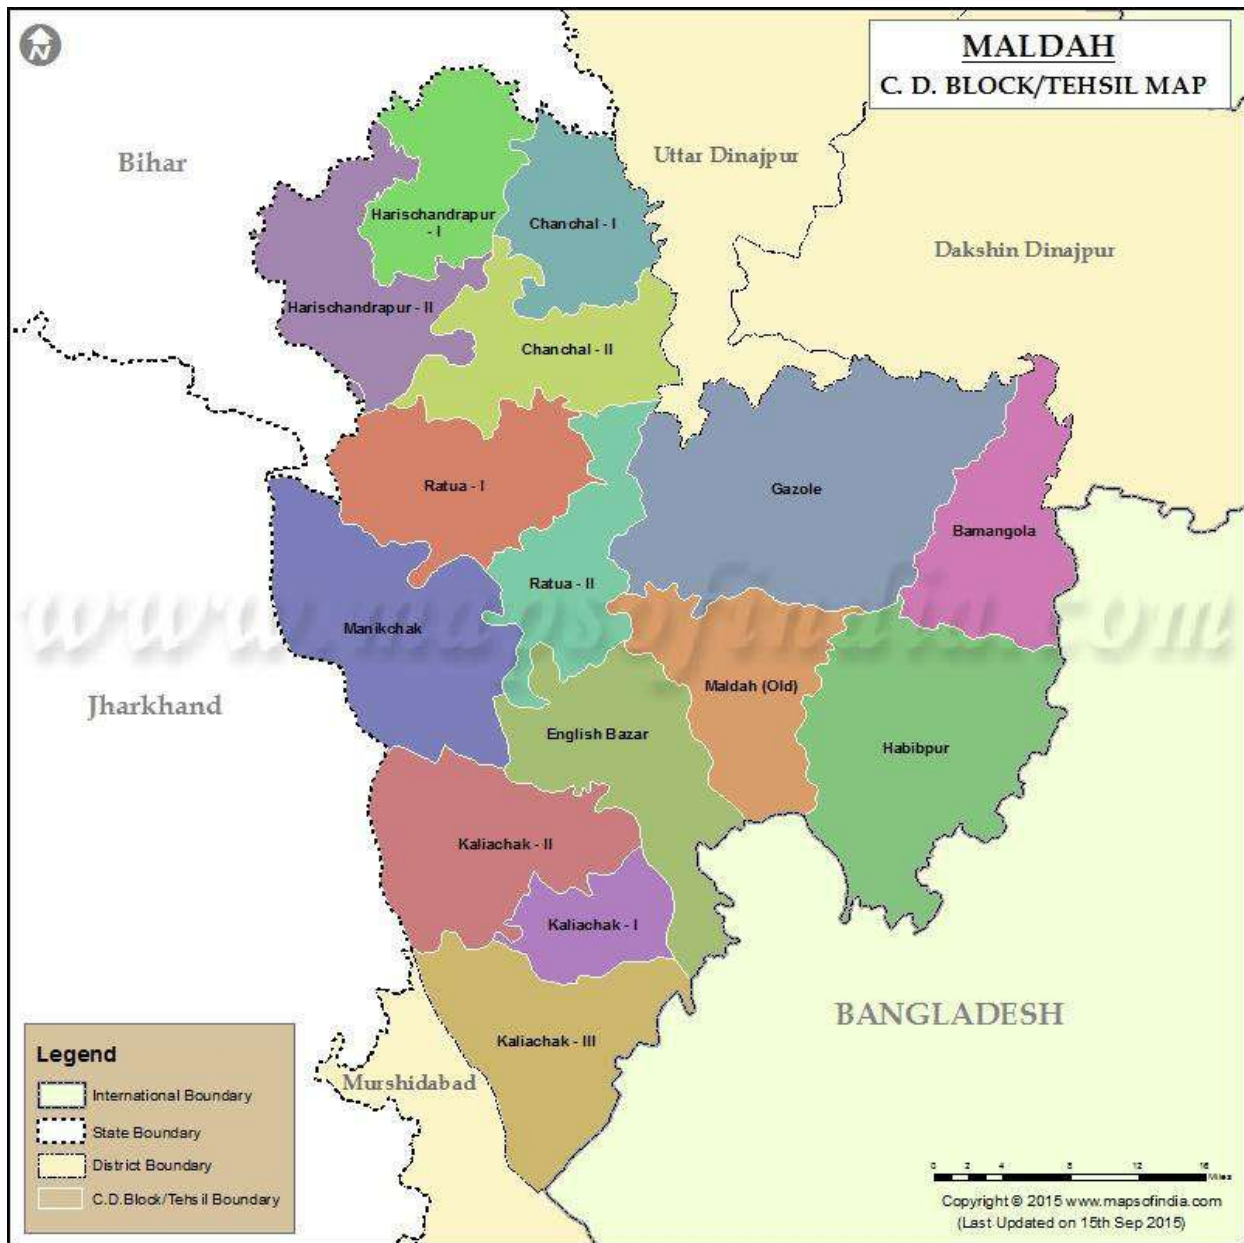 N
MALDAH
C. D. BLOCK/TEHSIL MAP
Bihar
Uttar Dinajpur
Harischandrapur
- I
Chanchal - I
Dakshin Dinajpur
Harischandrapur - II
Chanchal - II
Ratua - I
Gazole
Bamangola
Ratua - II
www.mapsofindia.com
Manikchak
Maldah (Old)
Jharkhand
English Bazar
Habibpur
Kaliachak - II
Kaliachak - I
BANGLADESH
Kaliachak - III
Murshidabad
Legend
International Boundary
State Boundary
District Boundary
C.D.Block/Tehsil Boundary
0 2 4 8 12 16
Miles
Copyright © 2015 www.mapsofindia.com
(Last Updated on 15th Sep 2015)